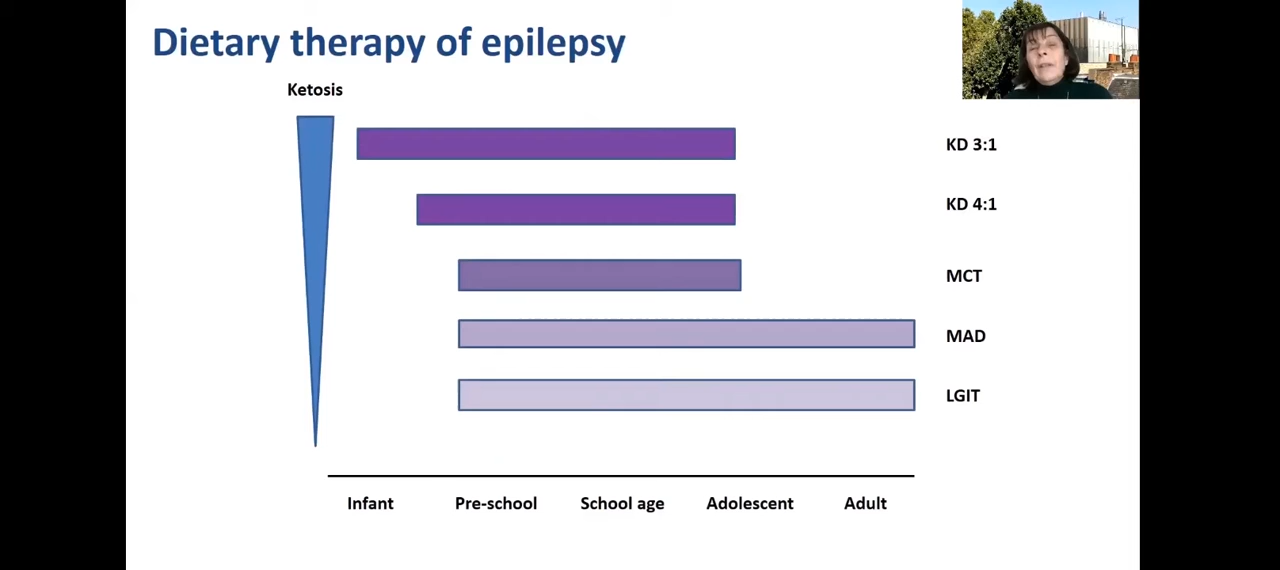 Dietary therapy of epilepsy
Ketosis
KD 3:1
KD 4:1
MCT
MAD
LGIT
Infant Pre-school School age Adolescent Adult